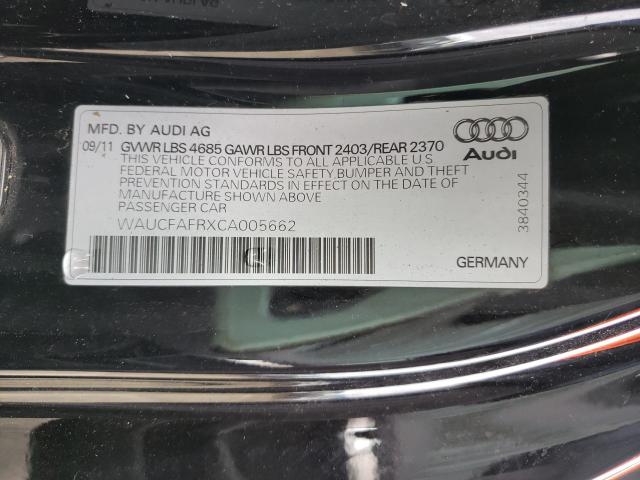 MFD. BY AUDI AG
09/11 GVWR LBS 4685 GAWR LBS FRONT 2403/REAR 2370
THIS VEHICLE CONFORMS TO ALL APPLICABLE U.S
FEDERAL MOTOR VEHICLE SAFETY BUMPER AND THEFT
PREVENTION STANDARDS IN EFFECT ON THE DATE OF
MANUFACTURE SHOWN ABOVE
PASSENGER CAR
WAUCFAFRXCA005662
Audi
3840344
GERMANY